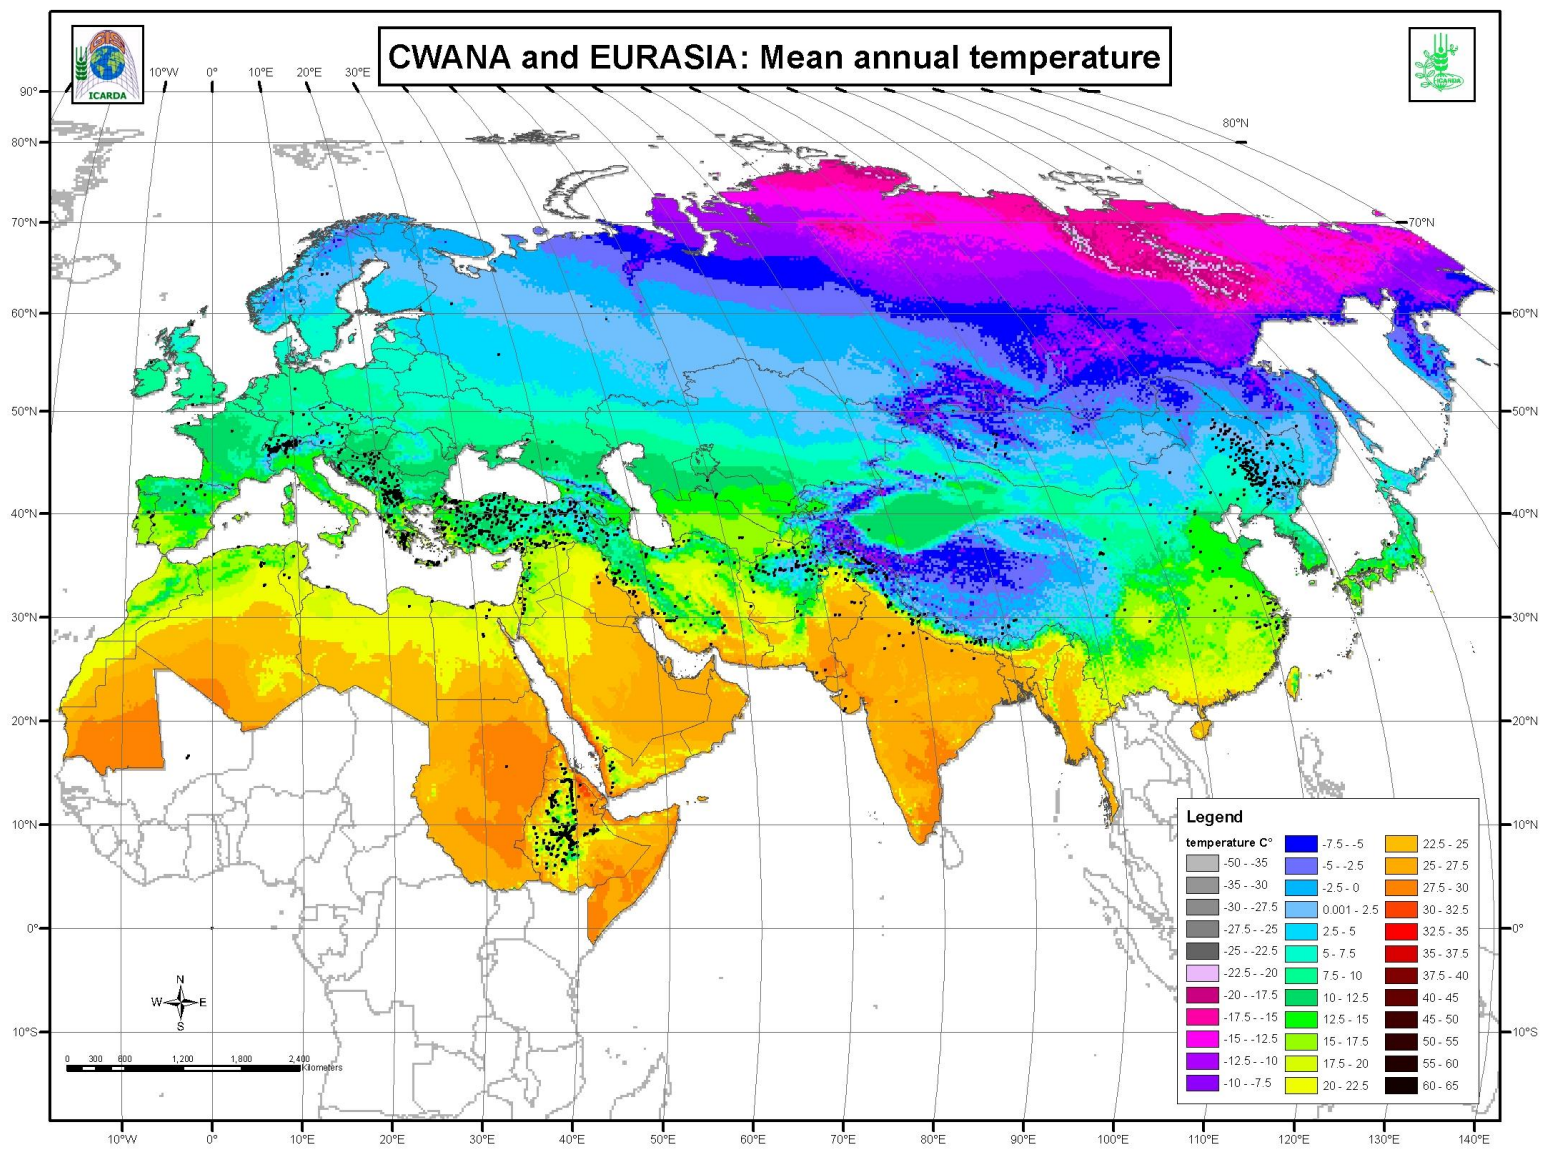 CWANA and EURASIA: Mean annual temperature
ICARDA
ICARDA
10°W 0° 10°E 20°E 30°E
80°N
70°N
90°
80°N
70°N
60°N
50°N
40°N
30°N
20°N
10°N
0°
10°S
60°N
50°N
40°N
30°N
20°N
10°N
0°
10°S
N
W E
S
0 300 600 1,200 1,800 2,400
Kilometers
Legend
temperature C°
-50 - -35
-35 - -30
-30 - -27.5
-27.5 - -25
-25 - -22.5
-22.5 - -20
-20 - -17.5
-17.5 - -15
-15 - -12.5
-12.5 - -10
-10 - -7.5
-7.5 - -5
-5 - -2.5
-2.5 - 0
0.001 - 2.5
2.5 - 5
5 - 7.5
7.5 - 10
10 - 12.5
12.5 - 15
15 - 17.5
17.5 - 20
20 - 22.5
22.5 - 25
25 - 27.5
27.5 - 30
30 - 32.5
32.5 - 35
35 - 37.5
37.5 - 40
40 - 45
45 - 50
50 - 55
55 - 60
60 - 65
10°W 0° 10°E 20°E 30°E 40°E 50°E 60°E 70°E 80°E 90°E 100°E 110°E 120°E 130°E 140°E